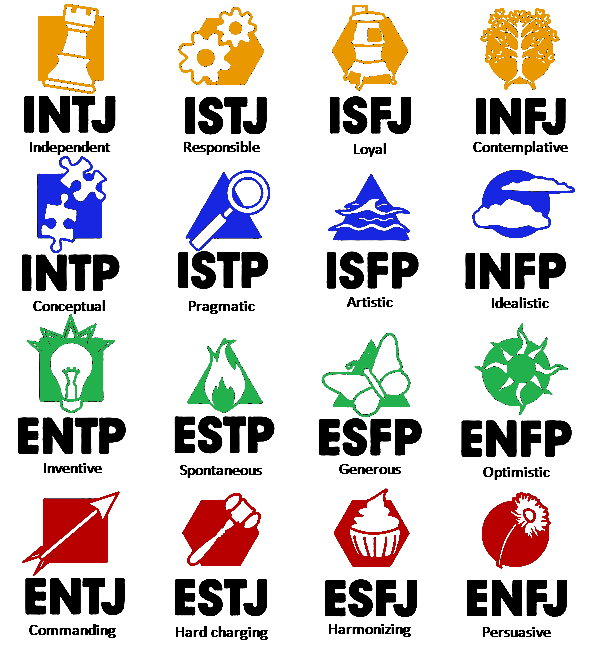 INTJ ISTJ ISFJ INFJ
Independent Responsible Loyal Contemplative
INTP ISTP ISFP INFP
Conceptual Pragmatic Artistic Idealistic
ENTP ESTP ESFP ENFP
Inventive Spontaneous Generous Optimistic
ENTJ ESTJ ESFJ ENFJ
Commanding Hard charging Harmonizing Persuasive